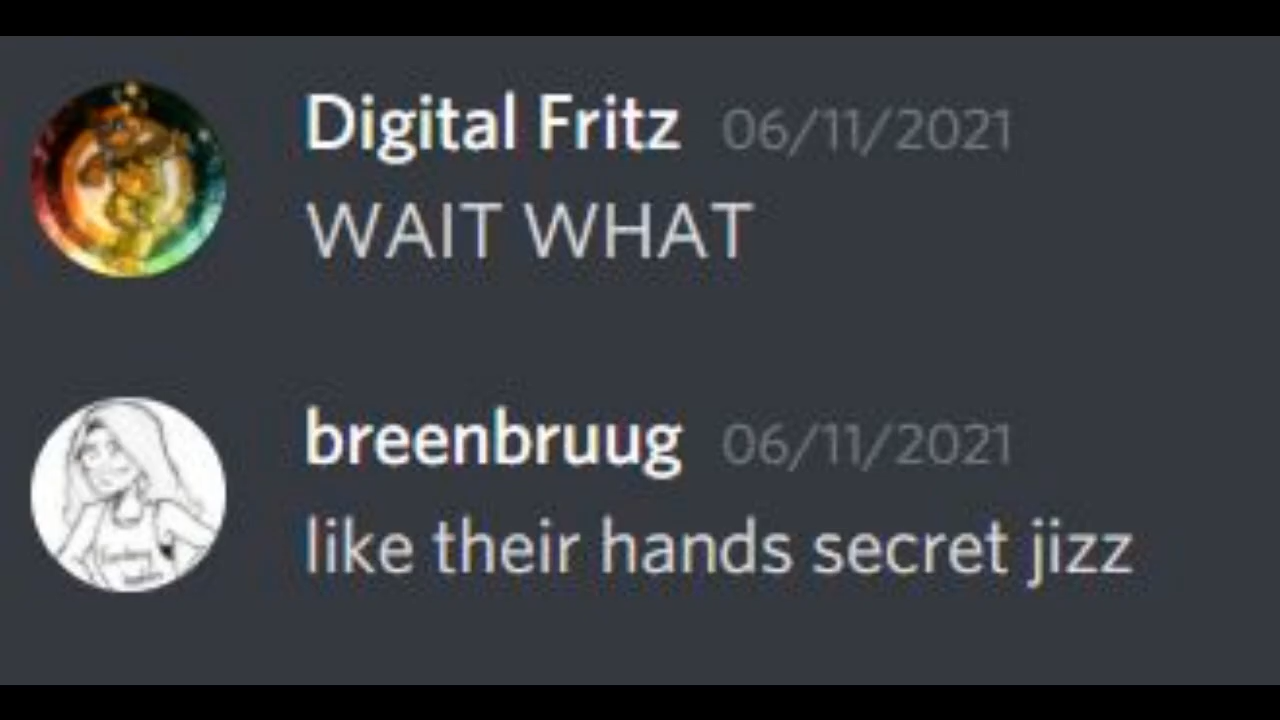 Digital Fritz 06/11/2021
WAIT WHAT
breenbruug 06/11/2021
like their hands secret jizz